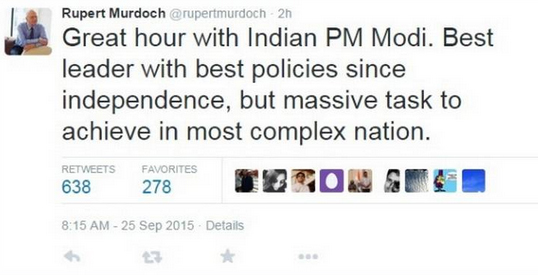 Rupert Murdoch @rupertmurdoch · 2h
Great hour with Indian PM Modi. Best
leader with best policies since
independence, but massive task to
achieve in most complex nation.
RETWEETS FAVORITES
638 278
8:15 AM - 25 Sep 2015 · Details